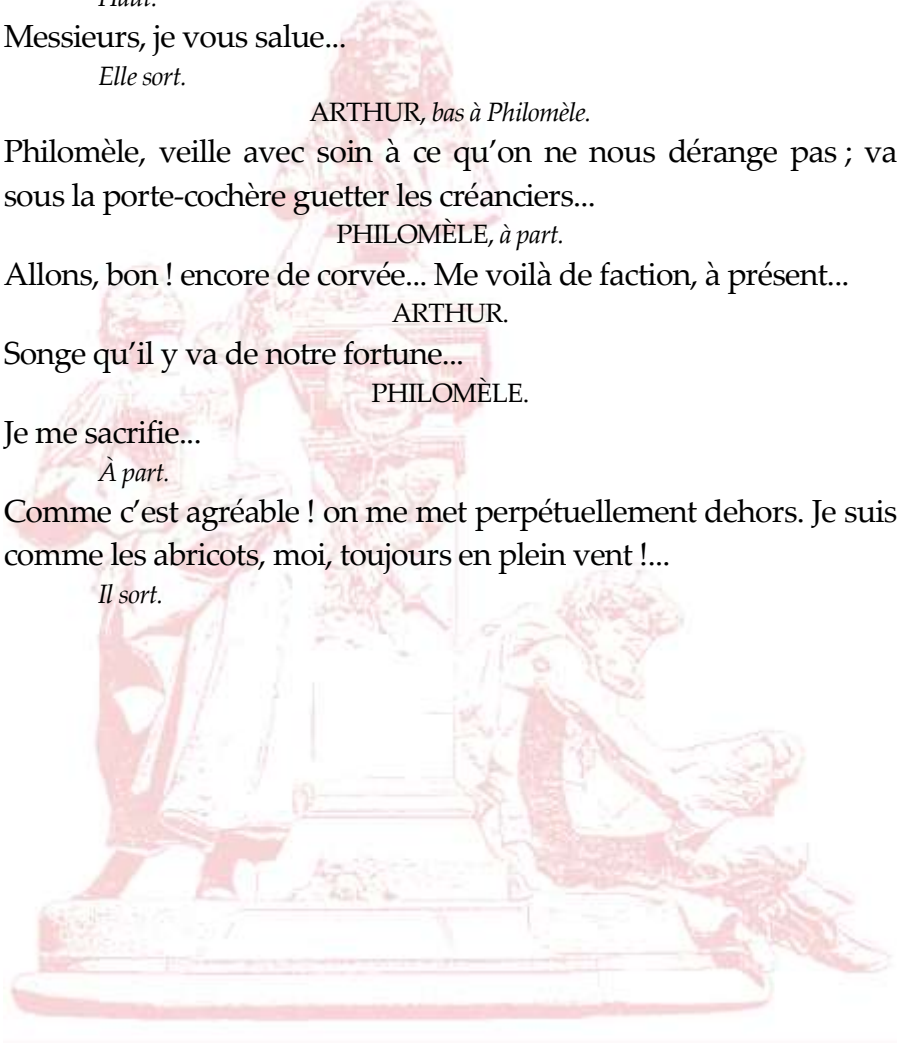 Haut.
Messieurs, je vous salue...
Elle sort.
ARTHUR, bas à Philomèle.
Philomèle, veille avec soin à ce qu’on ne nous dérange pas ; va
sous la porte-cochère guetter les créanciers...
PHILOMÈLE, à part.
Allons, bon ! encore de corvée... Me voilà de faction, à présent...
ARTHUR.
Songe qu’il y va de notre fortune...
PHILOMÈLE.
Je me sacrifie...
À part.
Comme c’est agréable ! on me met perpétuellement dehors. Je suis
comme les abricots, moi, toujours en plein vent !...
Il sort.